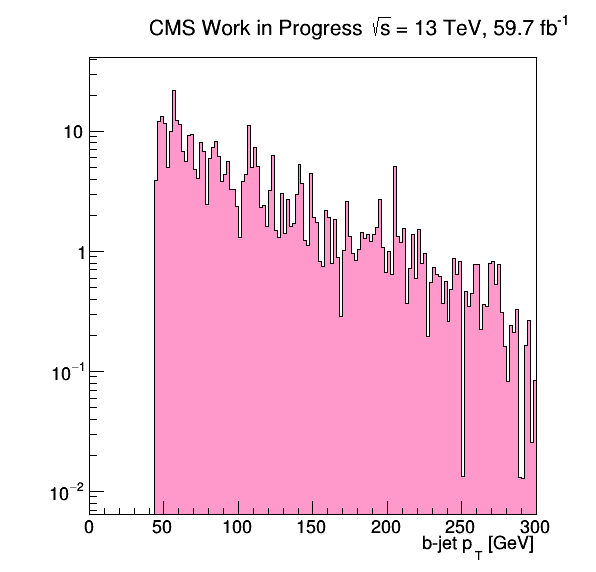 CMS Work in Progress √s = 13 TeV, 59.7 fb⁻¹
10
1
10⁻¹
10⁻²
0 50 100 150 200 250 300
b-jet p_T [GeV]